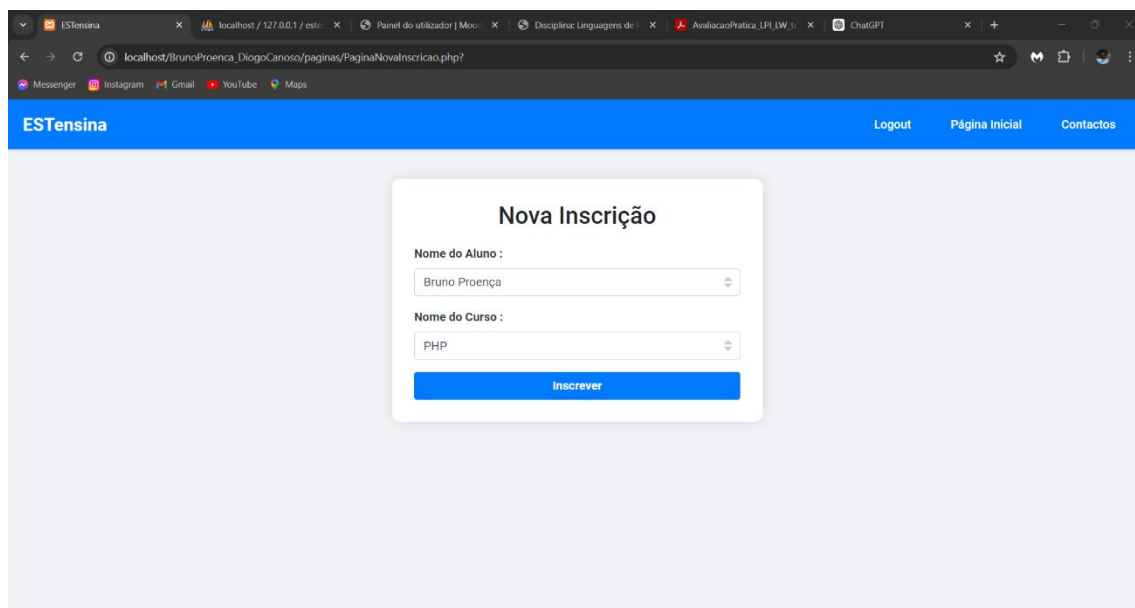 ESTensina
localhost / 127.0.0.1 / este
Painel do utilizador | Mooc
Disciplina: Linguagens de
AvaliacaoPratica_LPI_LW_t
ChatGPT
localhost/BrunoProenca_DiogoCanoso/paginas/PaginaNovaInscricao.php?
Messenger Instagram Gmail YouTube Maps
ESTensina Logout Página Inicial Contactos
Nova Inscrição
Nome do Aluno :
Bruno Proença
Nome do Curso :
PHP
Inscrever